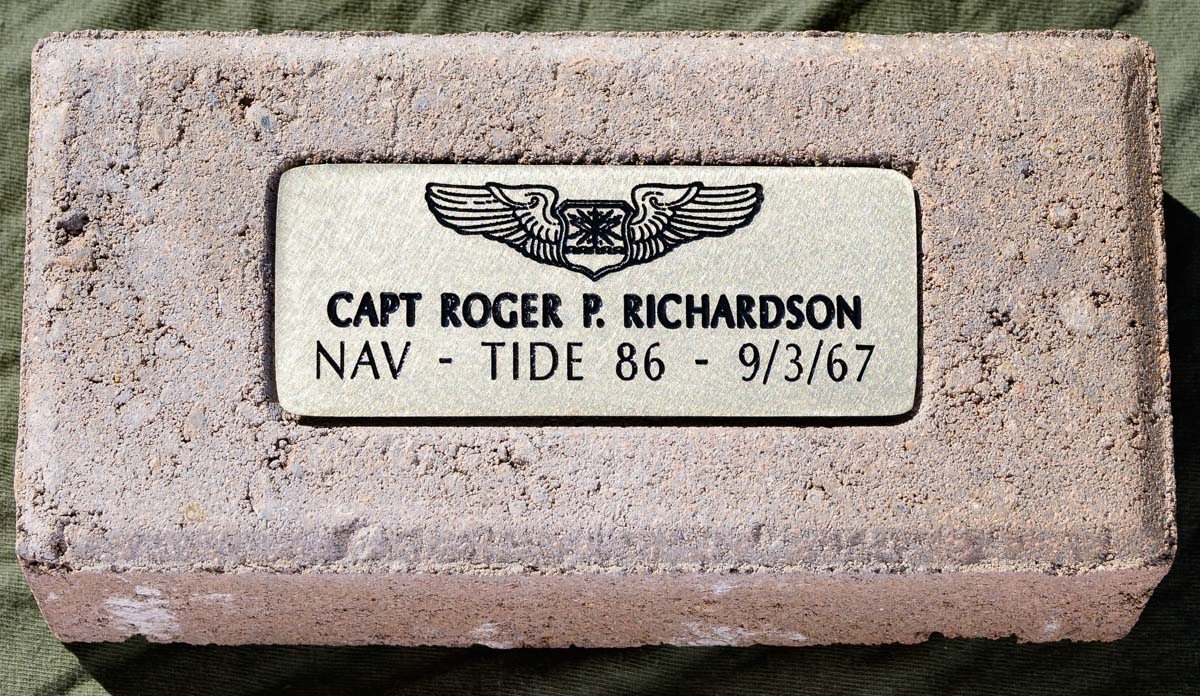 CAPT ROGER P. RICHARDSON
NAV - TIDE 86 - 9/3/67